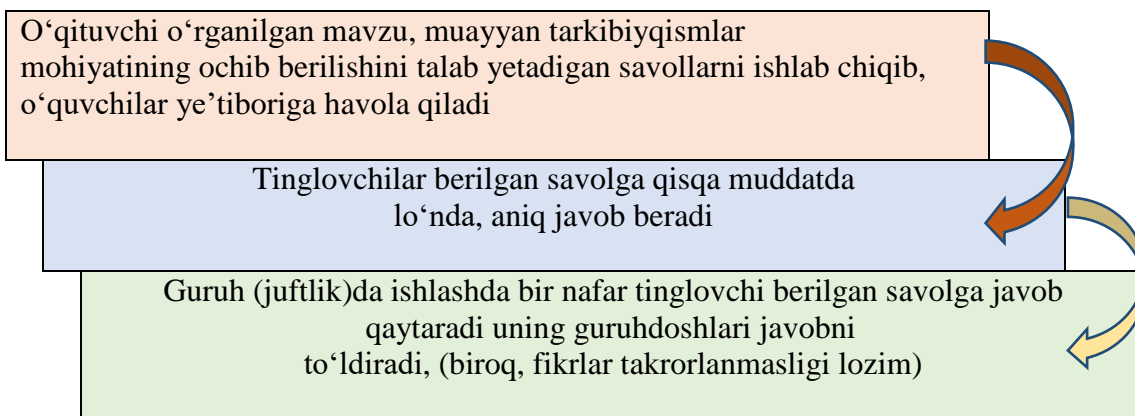 O‘qituvchi o‘rganilgan mavzu, muayyan tarkibiyqismlar
mohiyatining ochib berilishini talab yetadigan savollarni ishlab chiqib,
o‘quvchilar ye’tiboriga havola qiladi
Tinglovchilar berilgan savolga qisqa muddatda
lo‘nda, aniq javob beradi
Guruh (juftlik)da ishlashda bir nafar tinglovchi berilgan savolga javob
qaytaradi uning guruhdoshlari javobni
to‘ldiradi, (biroq, fikrlar takrorlanmasligi lozim)